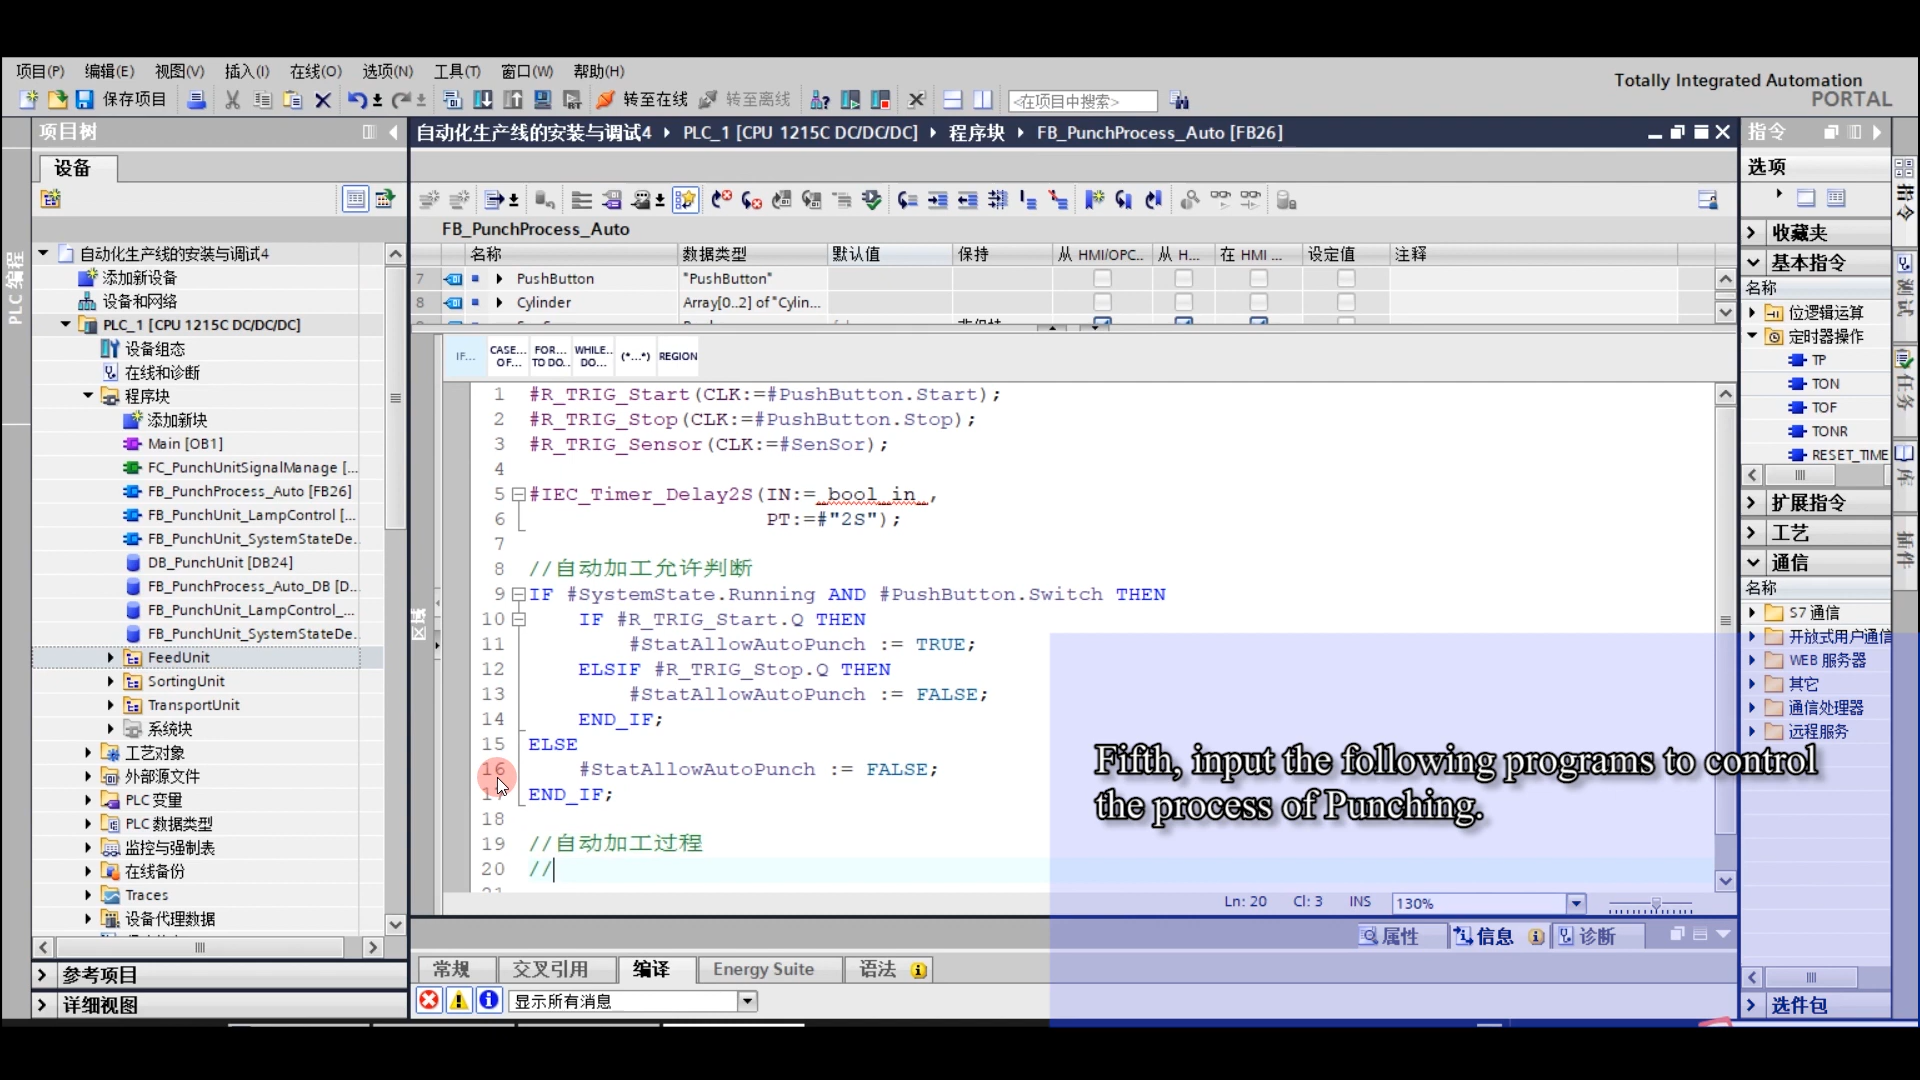 项目(P) 编辑(E) 视图(V) 插入(I) 在线(O) 选项(N) 工具(T) 窗口(W) 帮助(H)
Totally Integrated Automation
PORTAL
保存项目 转至在线 转至离线 <在项目中搜索>
项目树
自动化生产线的安装与调试4 PLC_1 [CPU 1215C DC/DC/DC] 程序块 FB_PunchProcess_Auto [FB26]
指令
设备
选项
PLC 编程
自动化生产线的安装与调试4
添加新设备
设备和网络
PLC_1 [CPU 1215C DC/DC/DC]
设备组态
在线和诊断
程序块
添加新块
Main [OB1]
FC_PunchUnitSignalManage [...
FB_PunchProcess_Auto [FB26]
FB_PunchUnit_LampControl [...
FB_PunchUnit_SystemStateDe...
DB_PunchUnit [DB24]
FB_PunchProcess_Auto_DB [D...
FB_PunchUnit_LampControl_...
FB_PunchUnit_SystemStateDe...
FeedUnit
SortingUnit
TransportUnit
系统块
工艺对象
外部源文件
PLC 变量
PLC 数据类型
监控与强制表
在线备份
Traces
设备代理数据
参考项目
详细视图
FB_PunchProcess_Auto
名称 数据类型 默认值 保持 从 HMI/OPC... 从 H... 在 HMI ... 设定值 注释
7 PushButton "PushButton"
8 Cylinder Array[0..2] of "Cylin...
IF... CASE... OF... FOR... TO DO... WHILE... DO... (*...*) REGION
1 #R_TRIG_Start(CLK:=#PushButton.Start);
2 #R_TRIG_Stop(CLK:=#PushButton.Stop);
3 #R_TRIG_Sensor(CLK:=#SenSor);
4
5 #IEC_Timer_Delay2S(IN:=_bool_in_,
6 PT:=#"2S");
7
8 //自动加工允许判断
9 IF #SystemState.Running AND #PushButton.Switch THEN
10 IF #R_TRIG_Start.Q THEN
11 #StatAllowAutoPunch := TRUE;
12 ELSIF #R_TRIG_Stop.Q THEN
13 #StatAllowAutoPunch := FALSE;
14 END_IF;
15 ELSE
16 #StatAllowAutoPunch := FALSE;
17 END_IF;
18
19 //自动加工过程
20 //
Ln: 20 Cl: 3 INS 130%
Fifth, input the following programs to control
the process of Punching.
属性 信息 诊断
常规 交叉引用 编译 Energy Suite 语法
显示所有消息
收藏夹
基本指令
名称
位逻辑运算
定时器操作
TP
TON
TOF
TONR
RESET_TIME
扩展指令
工艺
通信
名称
S7 通信
开放式用户通信
WEB 服务器
其它
通信处理器
远程服务
选件包
测试
任务
库
插件